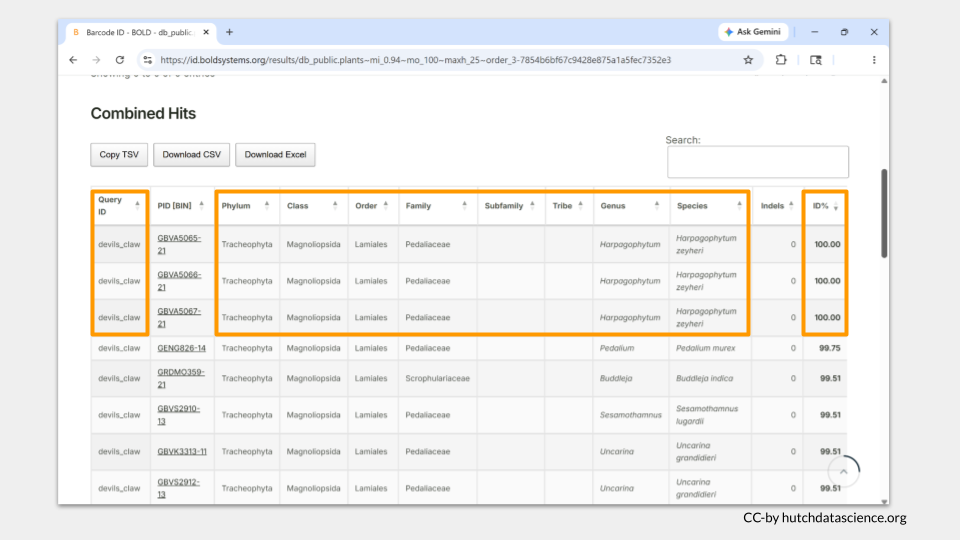 B Barcode ID - BOLD - db_public.
Ask Gemini
https://id.boldsystems.org/results/db_public.plants~mi_0.94~mo_100~maxh_25~order_3-7854b6bf67c9428e875a1a5fec7352e3
Combined Hits
Copy TSV Download CSV Download Excel
Search:
Query ID PID [BIN] Phylum Class Order Family Subfamily Tribe Genus Species Indels ID%
devils_claw GBVA5065-21 Tracheophyta Magnoliopsida Lamiales Pedaliaceae Harpagophytum Harpagophytum zeyheri 0 100.00
devils_claw GBVA5066-21 Tracheophyta Magnoliopsida Lamiales Pedaliaceae Harpagophytum Harpagophytum zeyheri 0 100.00
devils_claw GBVA5067-21 Tracheophyta Magnoliopsida Lamiales Pedaliaceae Harpagophytum Harpagophytum zeyheri 0 100.00
devils_claw GENG826-14 Tracheophyta Magnoliopsida Lamiales Pedaliaceae Pedalium Pedalium murex 0 99.75
devils_claw GRDMO359-21 Tracheophyta Magnoliopsida Lamiales Scrophulariaceae Buddleja Buddleja indica 0 99.51
devils_claw GBVS2910-13 Tracheophyta Magnoliopsida Lamiales Pedaliaceae Sesamothamnus Sesamothamnus lugardii 0 99.51
devils_claw GBVK3313-11 Tracheophyta Magnoliopsida Lamiales Pedaliaceae Uncarina Uncarina grandidieri 0 99.51
devils_claw GBVS2912-13 Tracheophyta Magnoliopsida Lamiales Pedaliaceae Uncarina Uncarina grandidieri 0 99.51
CC-by hutchdatascience.org